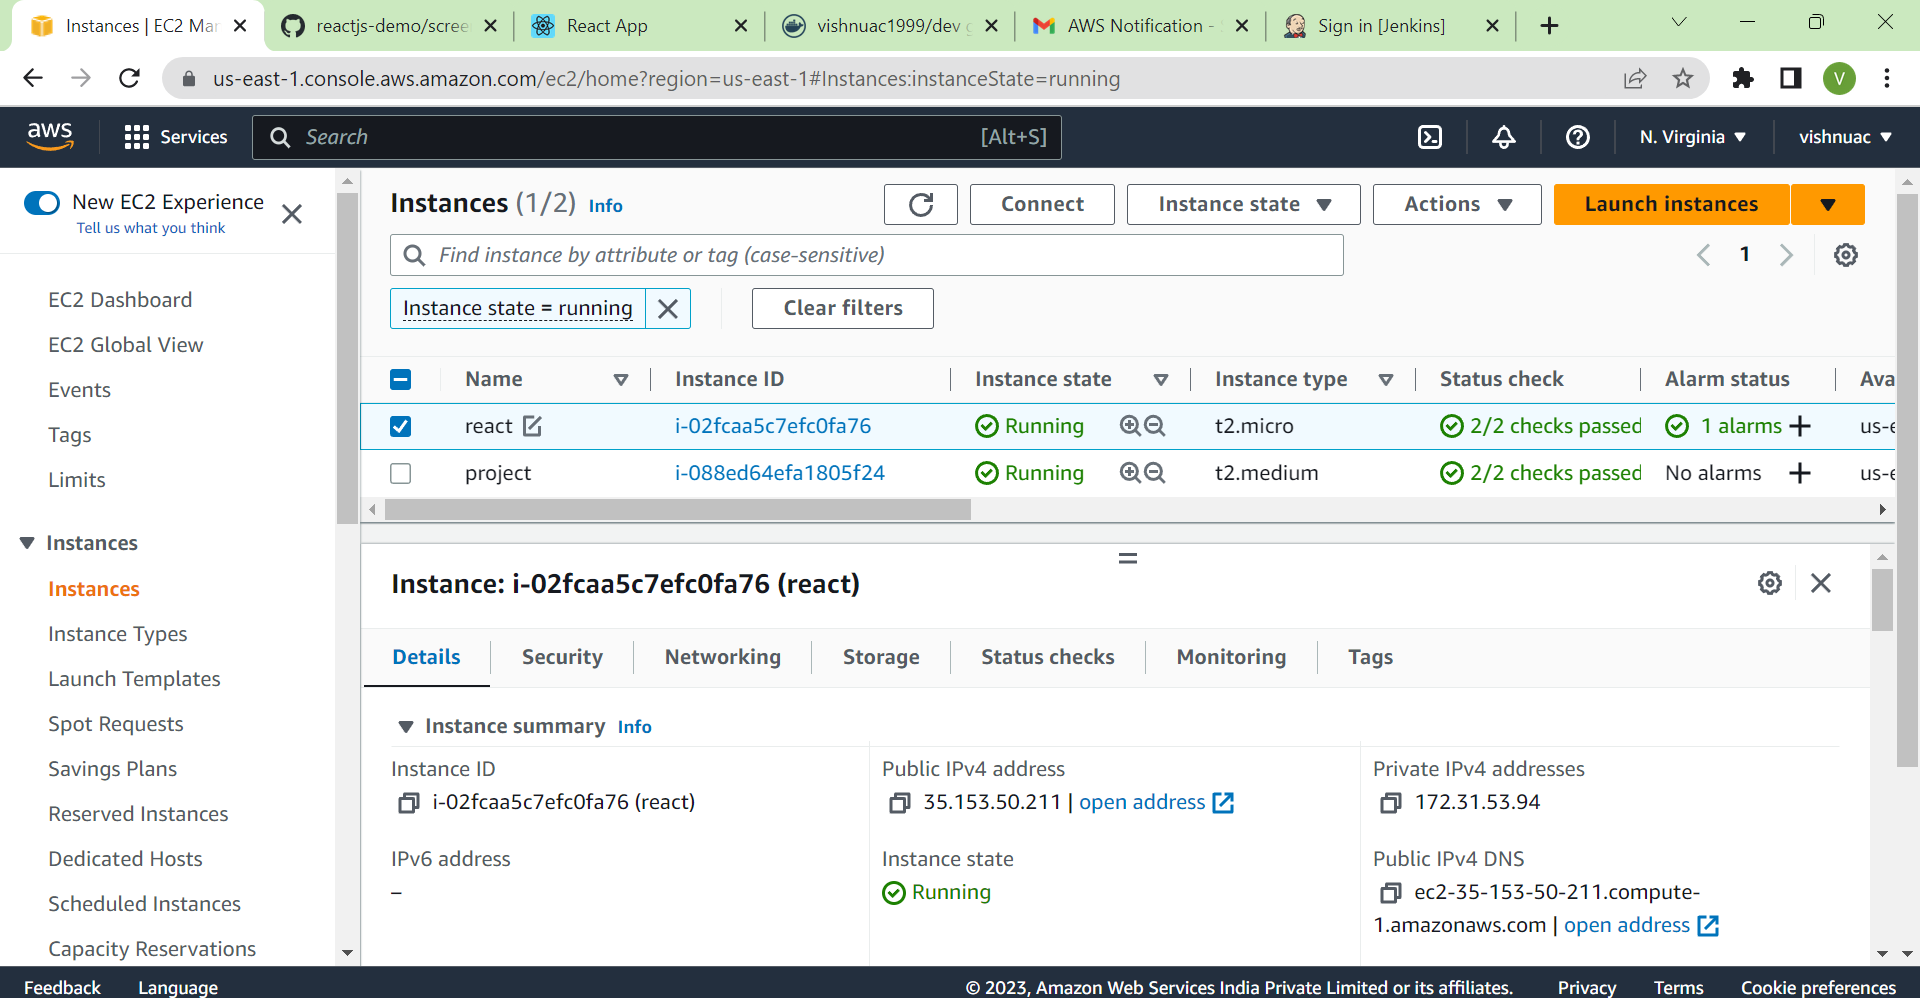 Instances | EC2 Mar
reactjs-demo/scree
React App
vishnuac1999/dev g
AWS Notification -
Sign in [Jenkins]
us-east-1.console.aws.amazon.com/ec2/home?region=us-east-1#Instances:instanceState=running
V
aws
Services
Search
[Alt+S]
N. Virginia
vishnuac
New EC2 Experience
Tell us what you think
EC2 Dashboard
EC2 Global View
Events
Tags
Limits
Instances
Instances
Instance Types
Launch Templates
Spot Requests
Savings Plans
Reserved Instances
Dedicated Hosts
Scheduled Instances
Capacity Reservations
Instances (1/2) Info
Connect
Instance state
Actions
Launch instances
Find instance by attribute or tag (case-sensitive)
1
Instance state = running
Clear filters
Name Instance ID Instance state Instance type Status check Alarm status Ava
react i-02fcaa5c7efc0fa76 Running t2.micro 2/2 checks passed 1 alarms us-e
project i-088ed64efa1805f24 Running t2.medium 2/2 checks passed No alarms us-e
Instance: i-02fcaa5c7efc0fa76 (react)
Details Security Networking Storage Status checks Monitoring Tags
Instance summary Info
Instance ID
i-02fcaa5c7efc0fa76 (react)
Public IPv4 address
35.153.50.211 | open address
Private IPv4 addresses
172.31.53.94
IPv6 address
–
Instance state
Running
Public IPv4 DNS
ec2-35-153-50-211.compute-
1.amazonaws.com | open address
Feedback Language © 2023, Amazon Web Services India Private Limited or its affiliates. Privacy Terms Cookie preferences